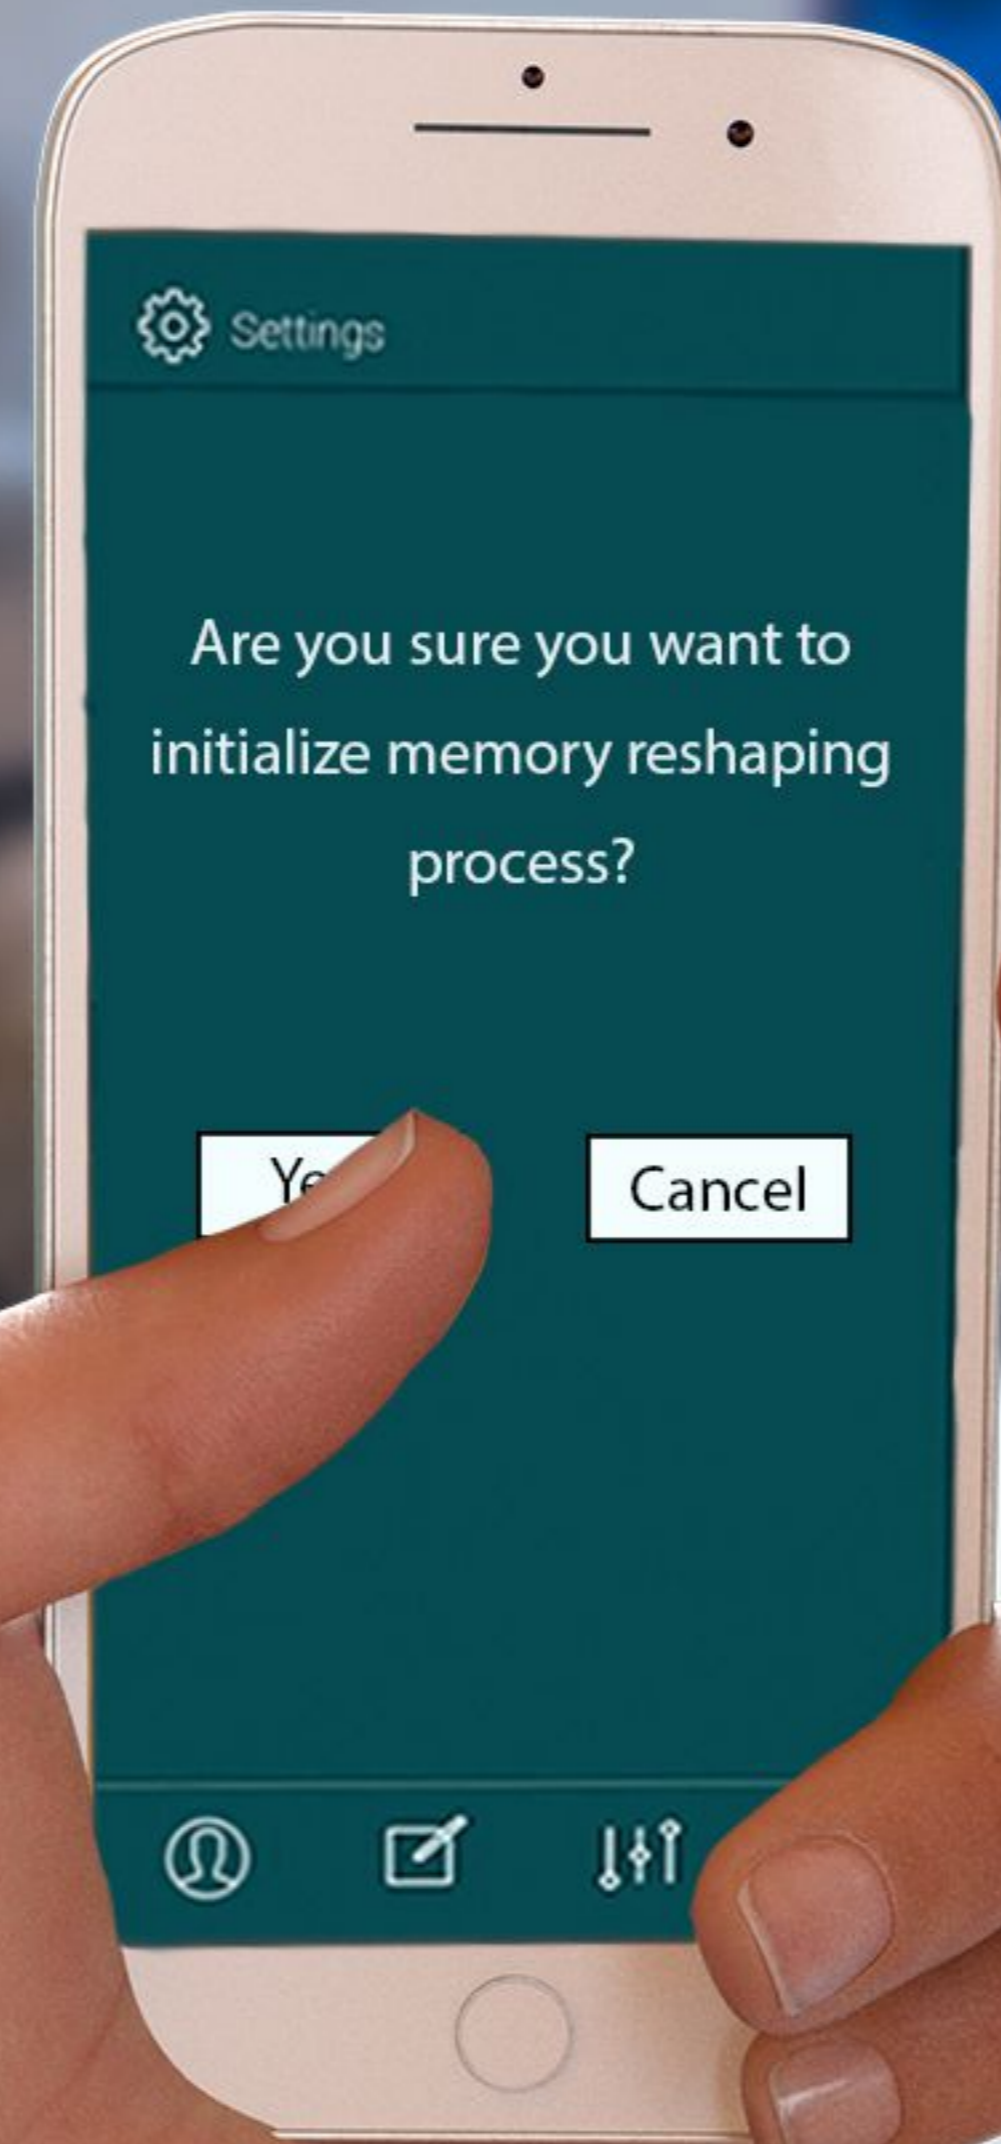 Settings
Are you sure you want to
initialize memory reshaping
process?
Cancel